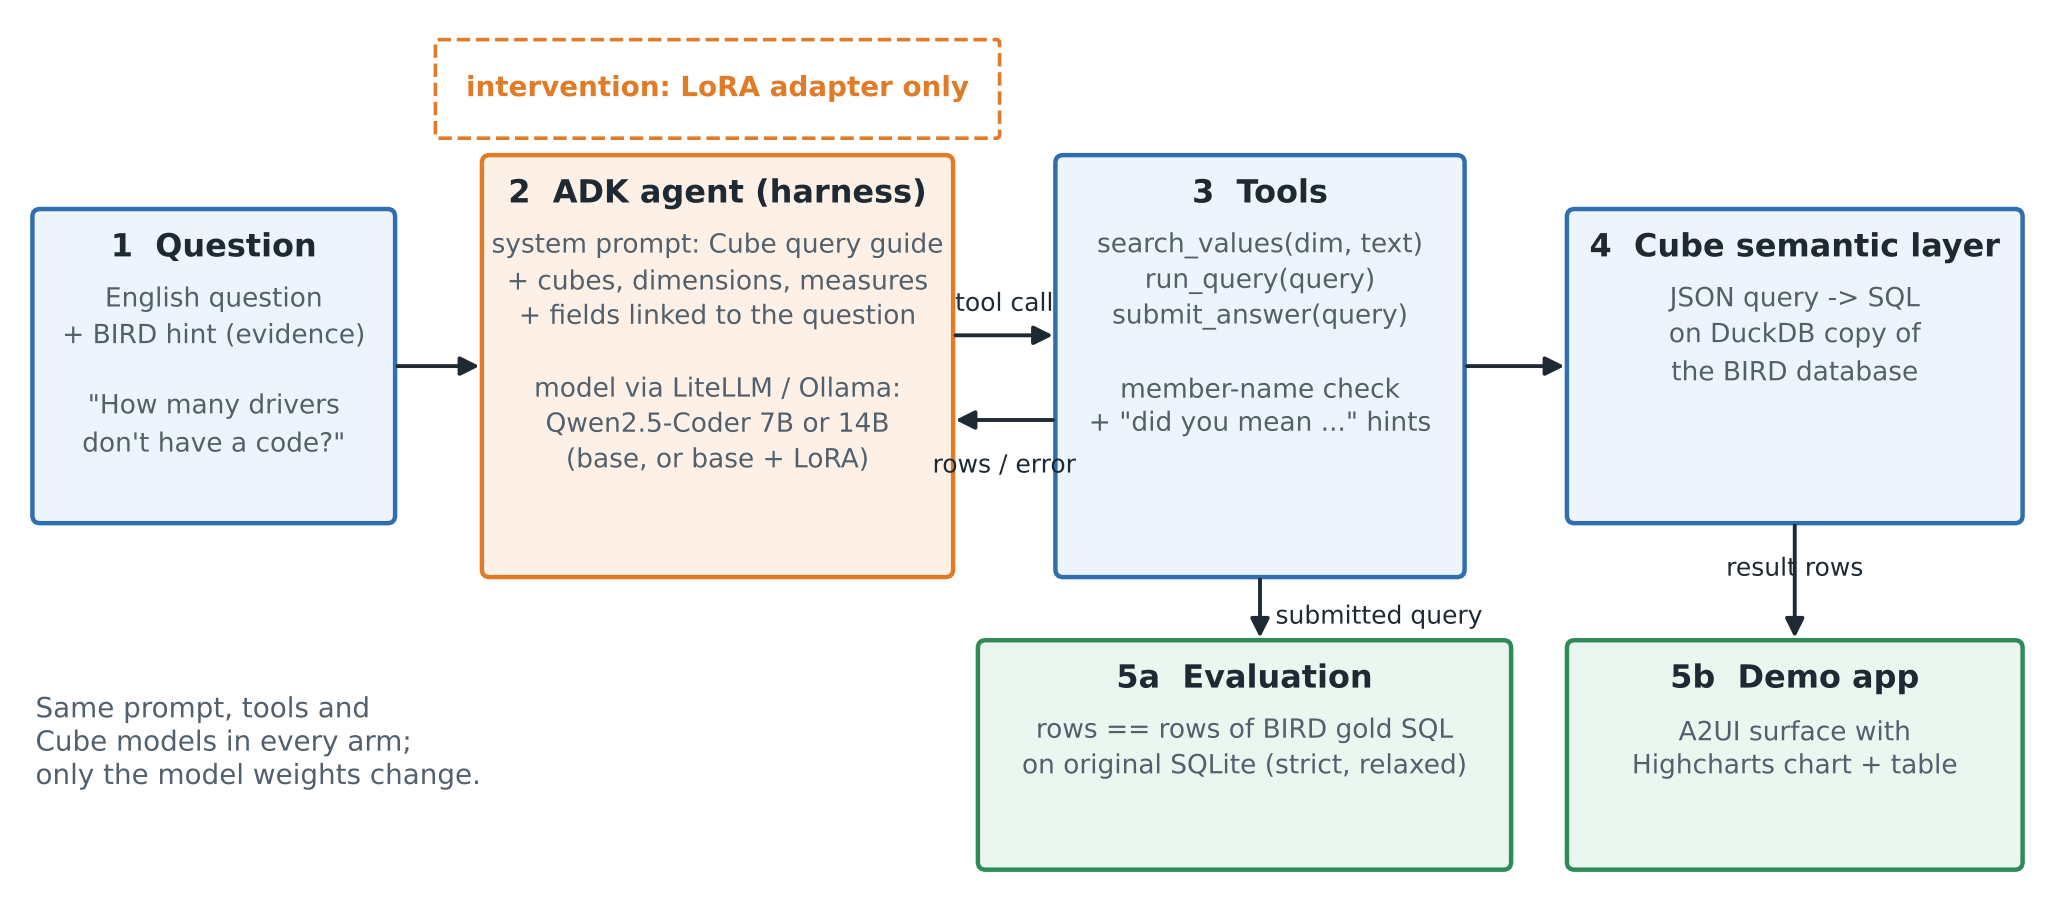 intervention: LoRA adapter only
1  Question
English question
+ BIRD hint (evidence)
"How many drivers
don't have a code?"
2  ADK agent (harness)
system prompt: Cube query guide
+ cubes, dimensions, measures
+ fields linked to the question
model via LiteLLM / Ollama:
Qwen2.5-Coder 7B or 14B
(base, or base + LoRA)
tool call
rows / error
3  Tools
search_values(dim, text)
run_query(query)
submit_answer(query)
member-name check
+ "did you mean ..." hints
4  Cube semantic layer
JSON query -> SQL
on DuckDB copy of
the BIRD database
submitted query
result rows
5a  Evaluation
rows == rows of BIRD gold SQL
on original SQLite (strict, relaxed)
5b  Demo app
A2UI surface with
Highcharts chart + table
Same prompt, tools and
Cube models in every arm;
only the model weights change.